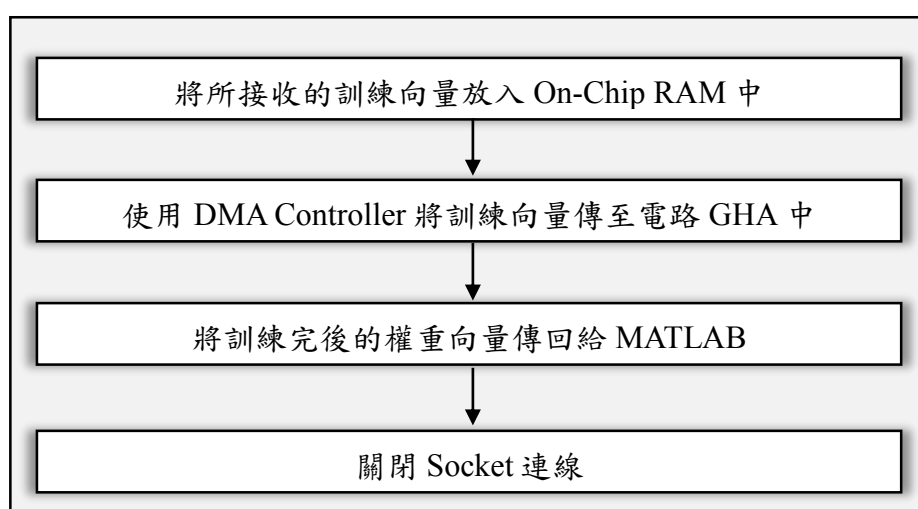 將所接收的訓練向量放入 On-Chip RAM 中
使用 DMA Controller 將訓練向量傳至電路 GHA 中
將訓練完後的權重向量傳回給 MATLAB
關閉 Socket 連線